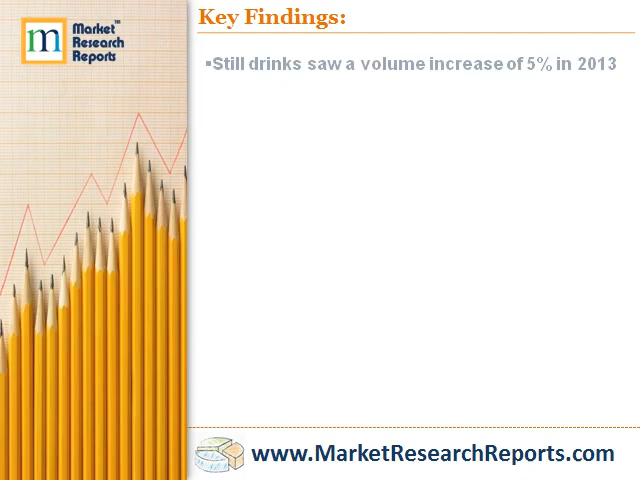 m
Market™
Research
Reports
Key Findings:
▪Still drinks saw a volume increase of 5% in 2013
www.MarketResearchReports.com